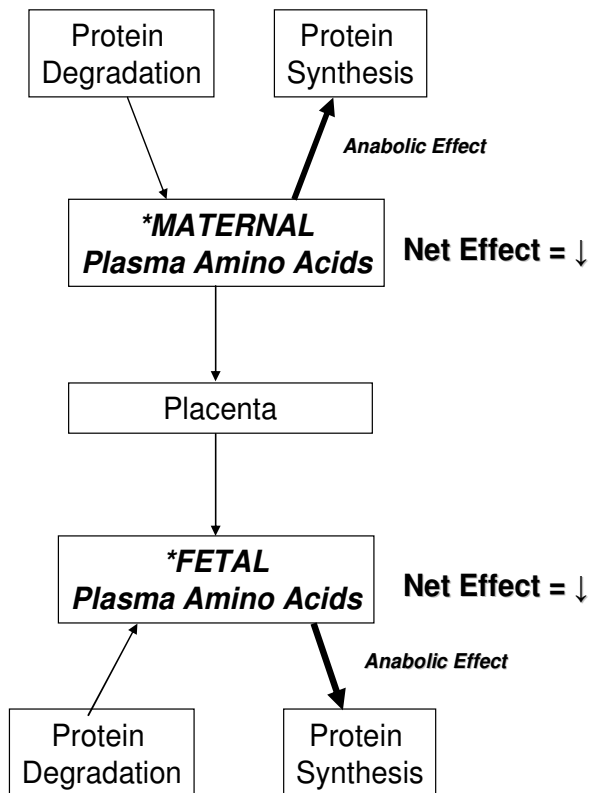 Protein
Degradation
Protein
Synthesis
Anabolic Effect
*MATERNAL
Plasma Amino Acids
Net Effect = ↓
Placenta
*FETAL
Plasma Amino Acids
Net Effect = ↓
Anabolic Effect
Protein
Degradation
Protein
Synthesis